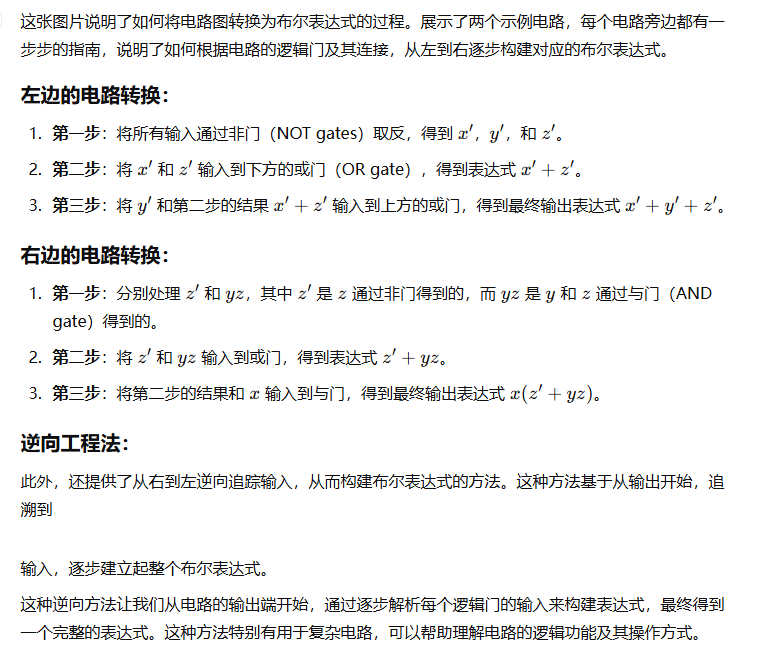 这张图片说明了如何将电路图转换为布尔表达式的过程。展示了两个示例电路，每个电路旁边都有一
步步的指南，说明了如何根据电路的逻辑门及其连接，从左到右逐步构建对应的布尔表达式。
左边的电路转换：
1. 第一步：将所有输入通过非门（NOT gates）取反，得到 x′，y′，和 z′。
2. 第二步：将 x′ 和 z′ 输入到下方的或门（OR gate），得到表达式 x′ + z′。
3. 第三步：将 y′ 和第二步的结果 x′ + z′ 输入到上方的或门，得到最终输出表达式 x′ + y′ + z′。
右边的电路转换：
1. 第一步：分别处理 z′ 和 yz，其中 z′ 是 z 通过非门得到的，而 yz 是 y 和 z 通过与门（AND
gate）得到的。
2. 第二步：将 z′ 和 yz 输入到或门，得到表达式 z′ + yz。
3. 第三步：将第二步的结果和 x 输入到与门，得到最终输出表达式 x(z′ + yz)。
逆向工程法：
此外，还提供了从右到左逆向追踪输入，从而构建布尔表达式的方法。这种方法基于从输出开始，追
溯到
输入，逐步建立起整个布尔表达式。
这种逆向方法让我们从电路的输出端开始，通过逐步解析每个逻辑门的输入来构建表达式，最终得到
一个完整的表达式。这种方法特别有用于复杂电路，可以帮助理解电路的逻辑功能及其操作方式。